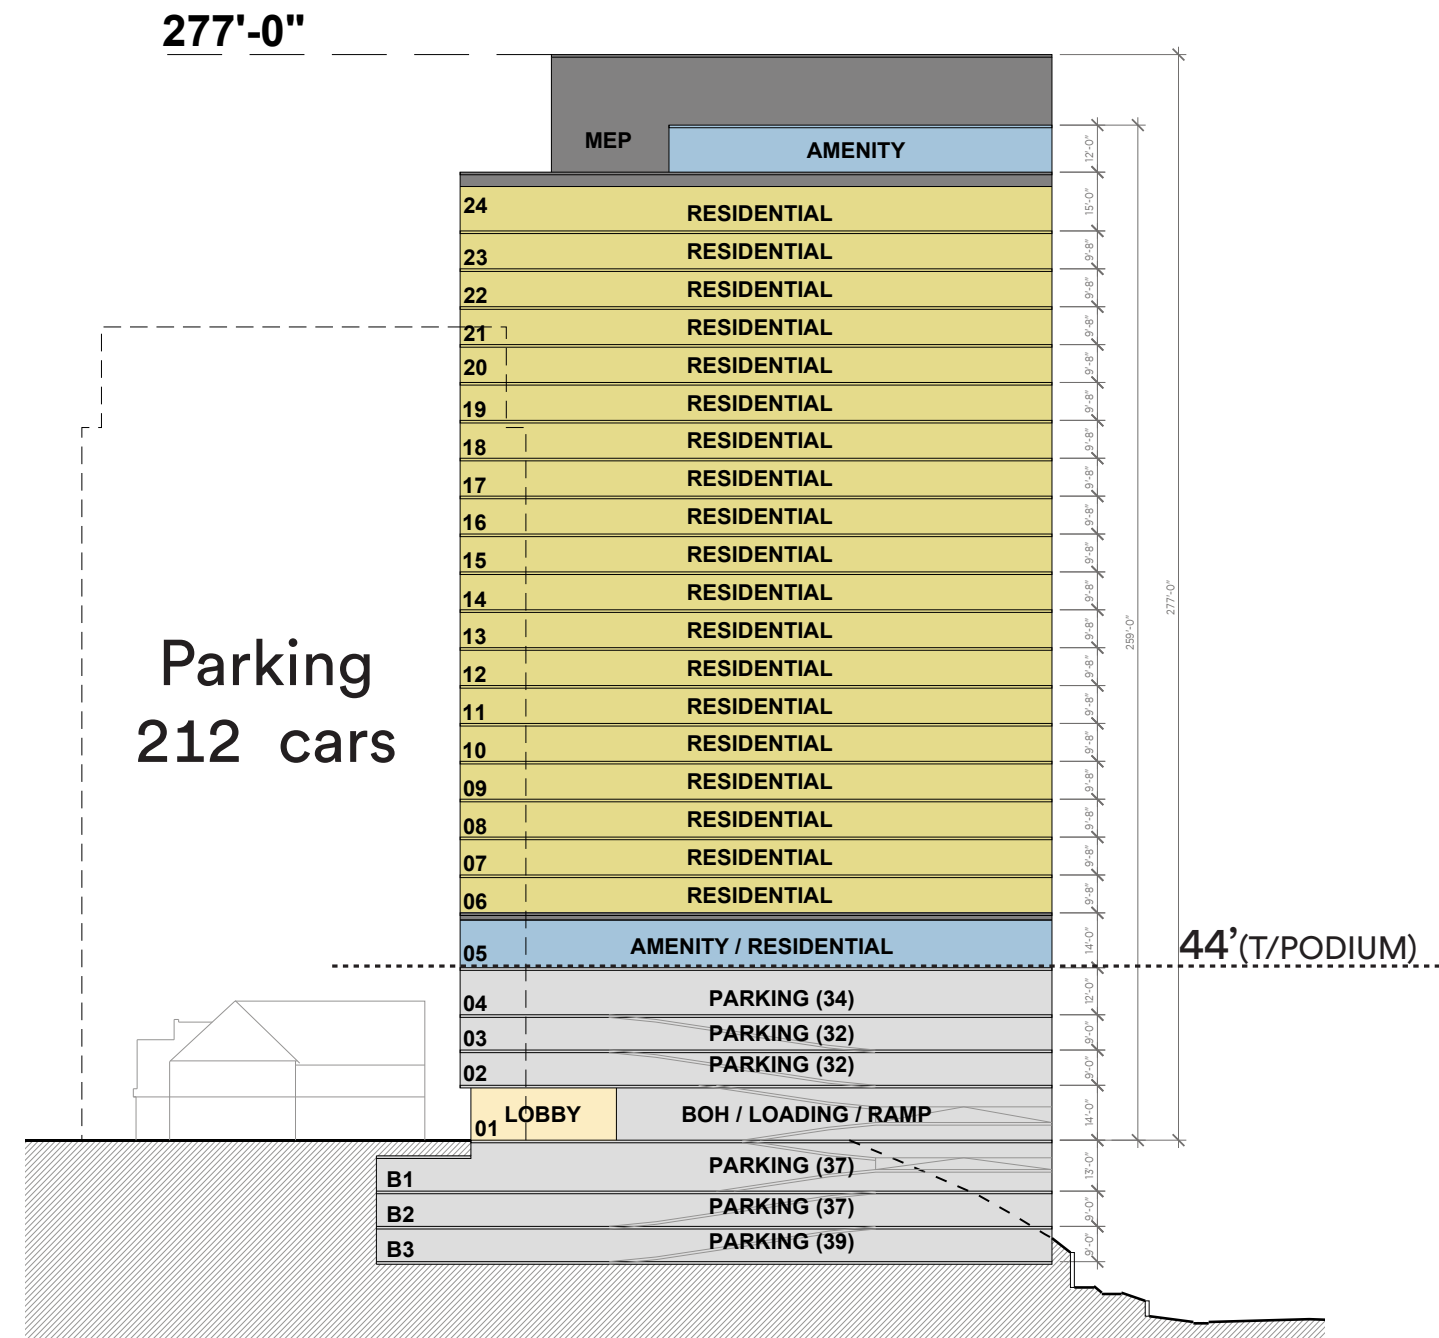 277'-0"
MEP
AMENITY
12'-0"
24
RESIDENTIAL
15'-0"
23
RESIDENTIAL
9'-8"
22
RESIDENTIAL
9'-8"
21
RESIDENTIAL
9'-8"
20
RESIDENTIAL
9'-8"
19
RESIDENTIAL
9'-8"
18
RESIDENTIAL
9'-8"
17
RESIDENTIAL
9'-8"
16
RESIDENTIAL
9'-8"
15
RESIDENTIAL
9'-8"
14
RESIDENTIAL
9'-8"
277'-0"
13
RESIDENTIAL
9'-8"
259'-0"
Parking
212 cars
12
RESIDENTIAL
9'-8"
11
RESIDENTIAL
9'-8"
10
RESIDENTIAL
9'-8"
09
RESIDENTIAL
9'-8"
08
RESIDENTIAL
9'-8"
07
RESIDENTIAL
9'-8"
06
RESIDENTIAL
9'-8"
05
AMENITY / RESIDENTIAL
14'-0"
44'(T/PODIUM)
04
PARKING (34)
12'-0"
03
PARKING (32)
9'-0"
02
PARKING (32)
9'-0"
01
LOBBY
BOH / LOADING / RAMP
14'-0"
B1
PARKING (37)
13'-0"
B2
PARKING (37)
9'-0"
B3
PARKING (39)
9'-0"